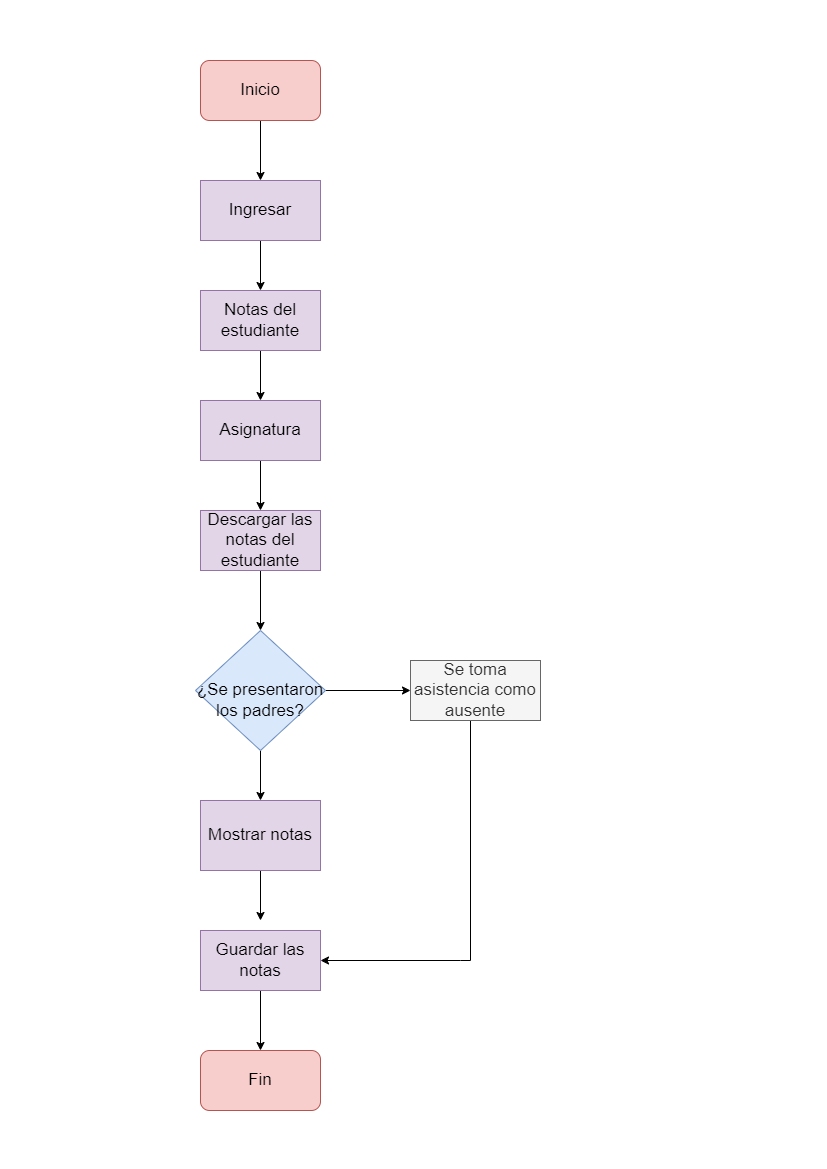 Inicio
Ingresar
Notas del
estudiante
Asignatura
Descargar las
notas del
estudiante
¿Se presentaron
los padres?
Se toma
asistencia como
ausente
Mostrar notas
Guardar las
notas
Fin